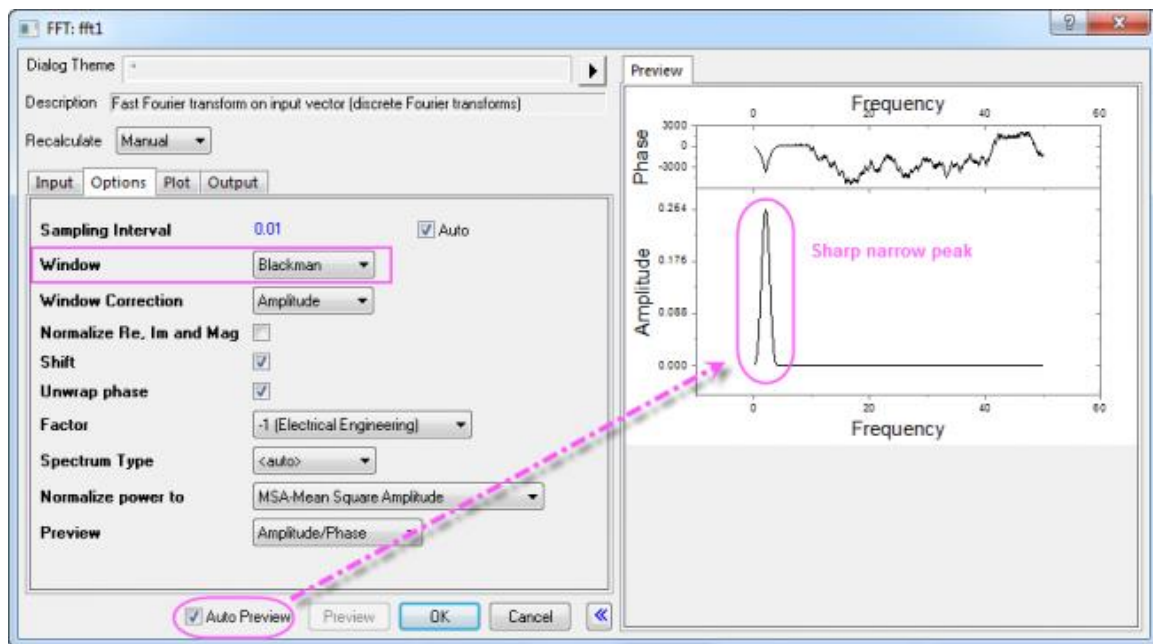 FFT: fft1
Dialog Theme *
Description Fast Fourier transform on input vector (discrete Fourier transforms)
Recalculate Manual
Input Options Plot Output
Sampling Interval 0.01 Auto
Window Blackman
Window Correction Amplitude
Normalize Re, Im and Mag
Shift
Unwrap phase
Factor -1 (Electrical Engineering)
Spectrum Type <auto>
Normalize power to MSA-Mean Square Amplitude
Preview Amplitude/Phase
Auto Preview Preview OK Cancel
Preview
Frequency
0 20 40 60
Phase
3000
0
-3000
Amplitude
0.264
0.176
0.088
0.000
Sharp narrow peak
0 20 40 60
Frequency